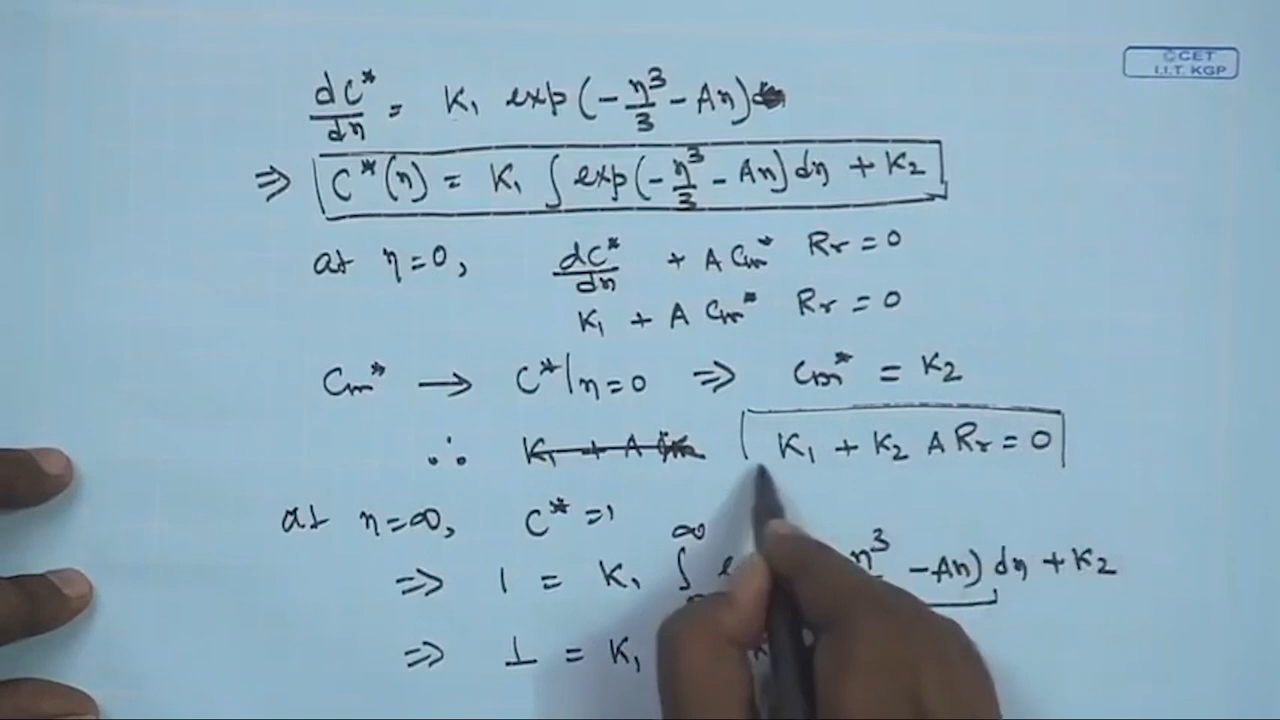 ©CET
I.I.T. KGP
dC*/dη = K₁ exp(-η³/3 - Aη)
⇒ C*(η) = K₁ ∫ exp(-η³/3 - Aη) dη + K₂
at η=0, dC*/dη + A Cm* Rr = 0
K₁ + A Cm* Rr = 0
Cm* → C*|η=0 ⇒ Cm* = K₂
∴ K₁ + K₂ A Rr = 0
at η=∞, C* = 1
⇒ 1 = K₁ ∫ ∞ η³ - Aη) dη + K₂
⇒ 1 = K₁